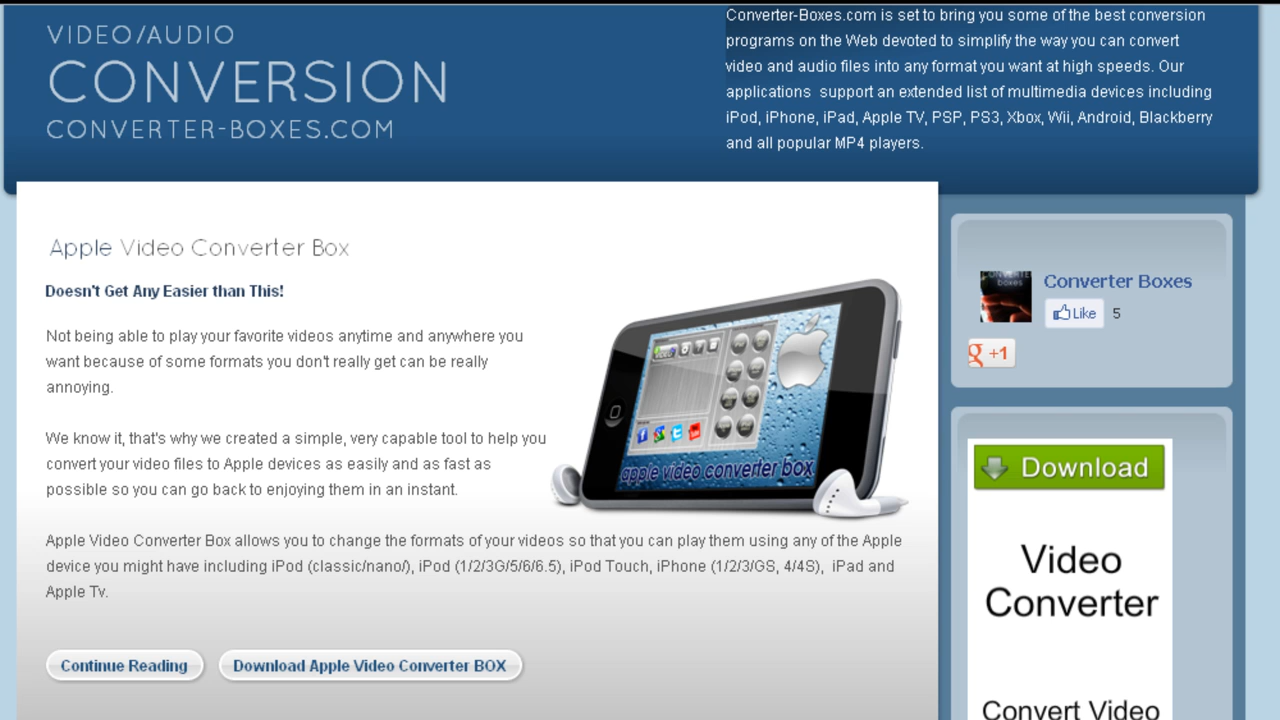 VIDEO/AUDIO
CONVERSION
CONVERTER-BOXES.COM
Converter-Boxes.com is set to bring you some of the best conversion
programs on the Web devoted to simplify the way you can convert
video and audio files into any format you want at high speeds. Our
applications support an extended list of multimedia devices including
iPod, iPhone, iPad, Apple TV, PSP, PS3, Xbox, Wii, Android, Blackberry
and all popular MP4 players.
Apple Video Converter Box
Doesn't Get Any Easier than This!
Not being able to play your favorite videos anytime and anywhere you
want because of some formats you don't really get can be really
annoying.
We know it, that's why we created a simple, very capable tool to help you
convert your video files to Apple devices as easily and as fast as
possible so you can go back to enjoying them in an instant.
apple video converter box
Apple Video Converter Box allows you to change the formats of your videos so that you can play them using any of the Apple
device you might have including iPod (classic/nano/), iPod (1/2/3G/5/6/6.5), iPod Touch, iPhone (1/2/3/GS, 4/4S), iPad and
Apple Tv.
Continue Reading
Download Apple Video Converter BOX
Converter Boxes
Like 5
g +1
Download
Video
Converter
Convert Video